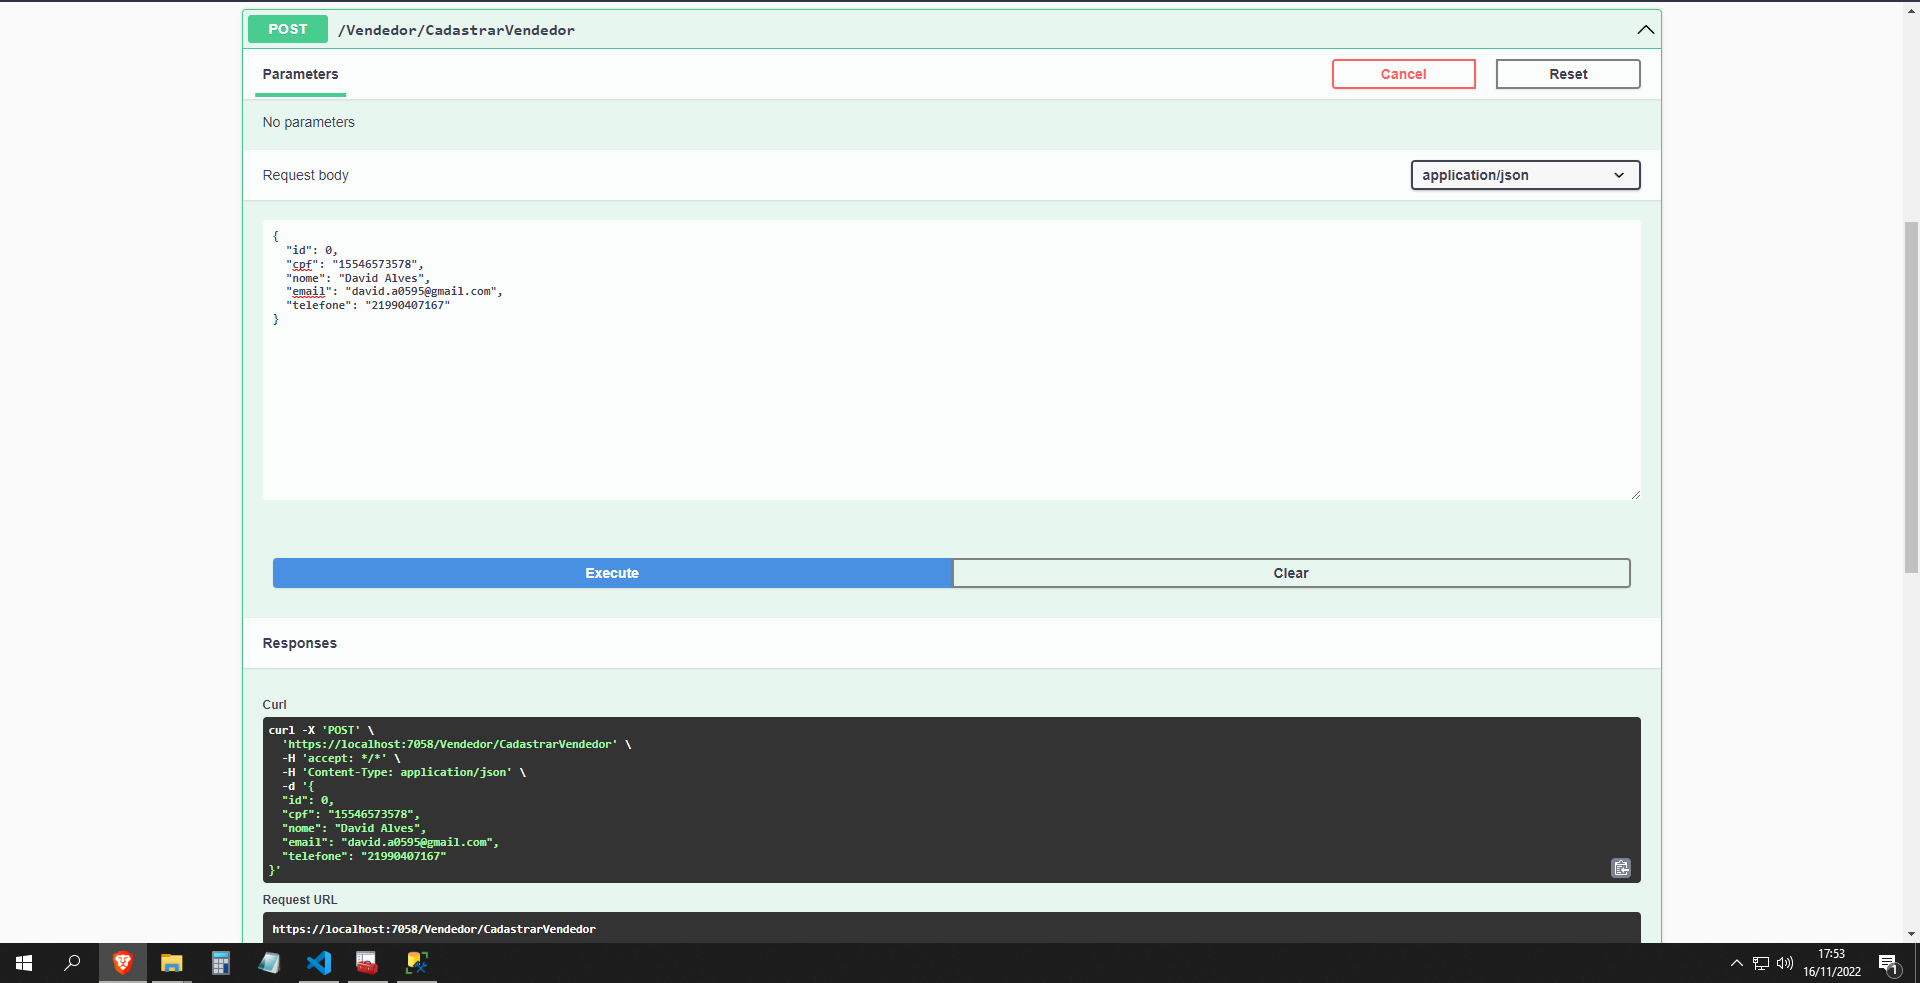 POST /Vendedor/CadastrarVendedor
Parameters
Cancel
Reset
No parameters
Request body
application/json
{
  "id": 0,
  "cpf": "15546573578",
  "nome": "David Alves",
  "email": "david.a0595@gmail.com",
  "telefone": "21990407167"
}
Execute
Clear
Responses
Curl
curl -X 'POST' \
  'https://localhost:7058/Vendedor/CadastrarVendedor' \
  -H 'accept: */*' \
  -H 'Content-Type: application/json' \
  -d '{
  "id": 0,
  "cpf": "15546573578",
  "nome": "David Alves",
  "email": "david.a0595@gmail.com",
  "telefone": "21990407167"
}'
Request URL
https://localhost:7058/Vendedor/CadastrarVendedor
17:53
16/11/2022
1